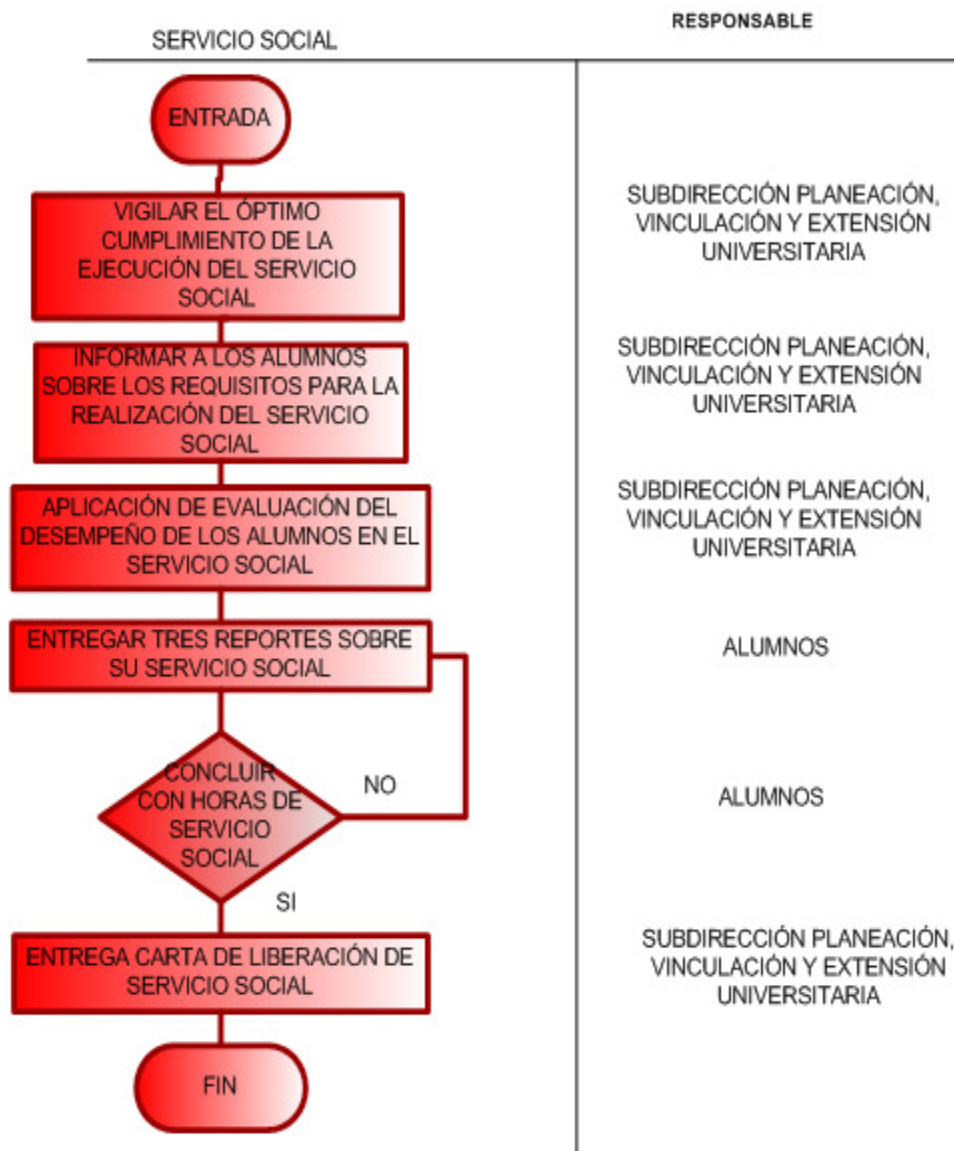 SERVICIO SOCIAL
RESPONSABLE
ENTRADA
VIGILAR EL ÓPTIMO
CUMPLIMIENTO DE LA
EJECUCIÓN DEL SERVICIO
SOCIAL
SUBDIRECCIÓN PLANEACIÓN,
VINCULACIÓN Y EXTENSIÓN
UNIVERSITARIA
INFORMAR A LOS ALUMNOS
SOBRE LOS REQUISITOS PARA LA
REALIZACIÓN DEL SERVICIO
SOCIAL
SUBDIRECCIÓN PLANEACIÓN,
VINCULACIÓN Y EXTENSIÓN
UNIVERSITARIA
APLICACIÓN DE EVALUACIÓN DEL
DESEMPEÑO DE LOS ALUMNOS EN EL
SERVICIO SOCIAL
SUBDIRECCIÓN PLANEACIÓN,
VINCULACIÓN Y EXTENSIÓN
UNIVERSITARIA
ENTREGAR TRES REPORTES SOBRE
SU SERVICIO SOCIAL
ALUMNOS
CONCLUIR
CON HORAS DE
SERVICIO
SOCIAL
NO
ALUMNOS
SI
ENTREGA CARTA DE LIBERACIÓN DE
SERVICIO SOCIAL
SUBDIRECCIÓN PLANEACIÓN,
VINCULACIÓN Y EXTENSIÓN
UNIVERSITARIA
FIN